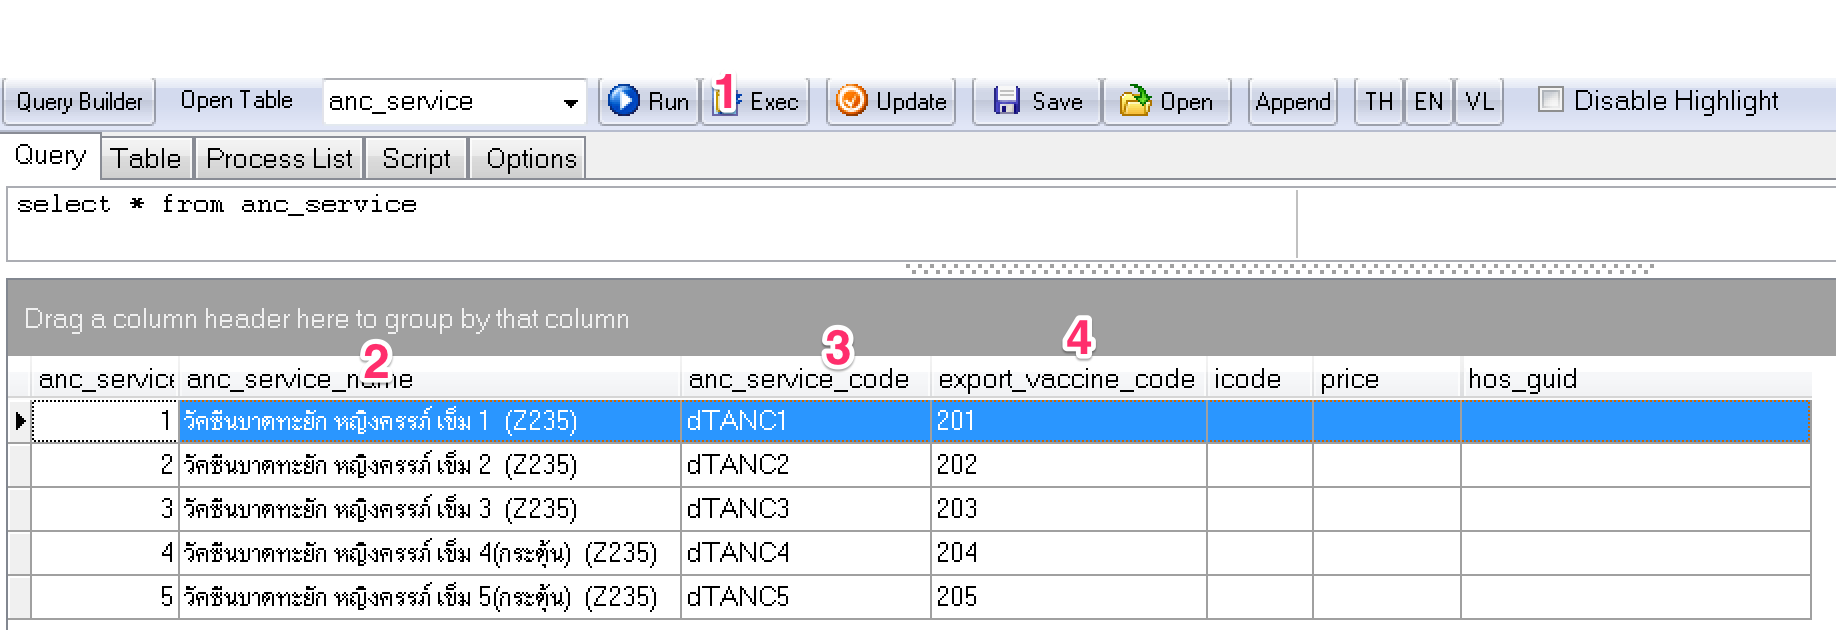 Query Builder Open Table anc_service Run 1 Exec Update Save Open Append TH EN VL Disable Highlight
Query Table Process List Script Options
select * from anc_service
Drag a column header here to group by that column
2 3 4
anc_service anc_service_name anc_service_code export_vaccine_code icode price hos_guid
1 วัคซีนบาดทะยัก หญิงครรภ์ เข็ม 1 (Z235) dTANC1 201
2 วัคซีนบาดทะยัก หญิงครรภ์ เข็ม 2 (Z235) dTANC2 202
3 วัคซีนบาดทะยัก หญิงครรภ์ เข็ม 3 (Z235) dTANC3 203
4 วัคซีนบาดทะยัก หญิงครรภ์ เข็ม 4(กระตุ้น) (Z235) dTANC4 204
5 วัคซีนบาดทะยัก หญิงครรภ์ เข็ม 5(กระตุ้น) (Z235) dTANC5 205